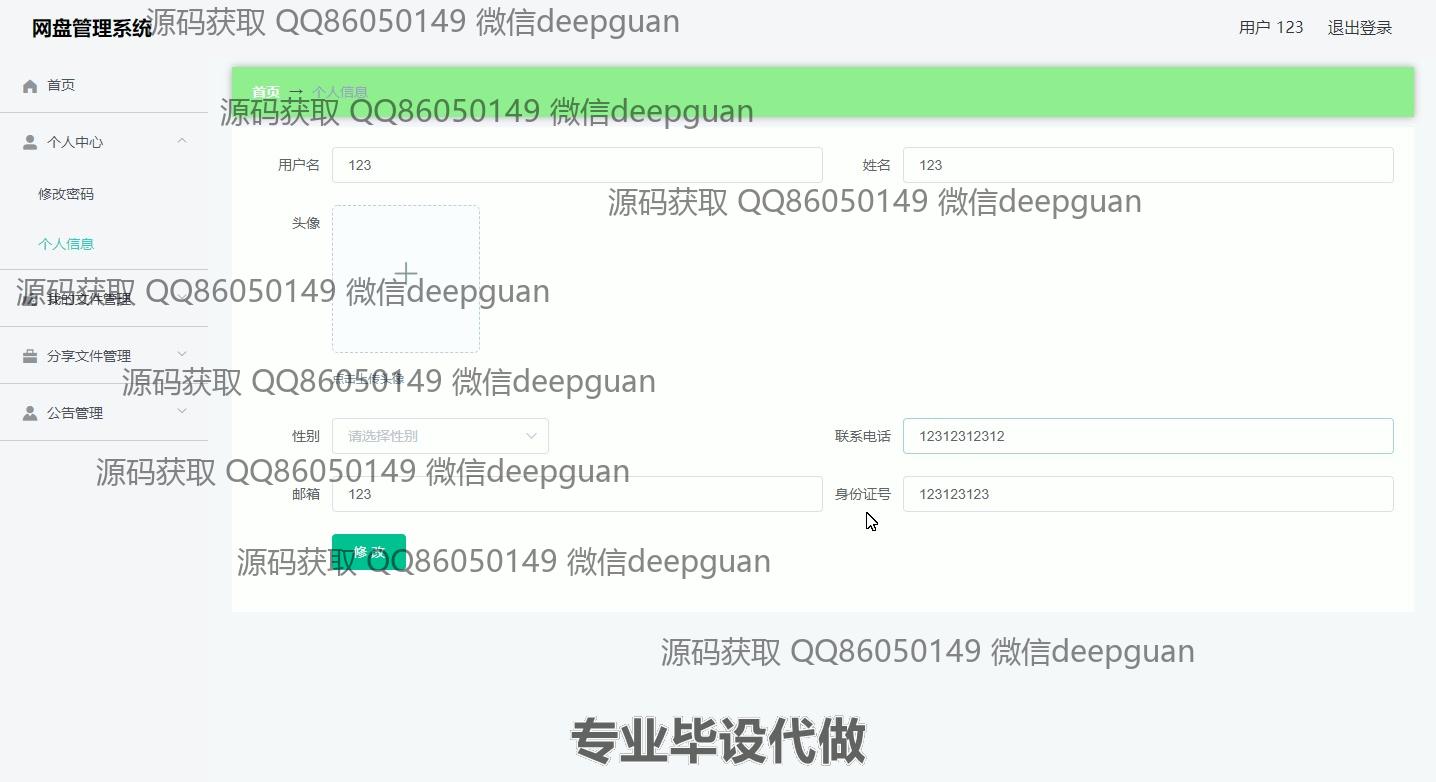 网盘管理系统
源码获取 QQ86050149 微信deepguan
用户 123 退出登录
首页
首页 → 个人信息
源码获取 QQ86050149 微信deepguan
个人中心
用户名 123 姓名 123
修改密码
源码获取 QQ86050149 微信deepguan
头像
个人信息
源码获取 QQ86050149 微信deepguan
我的文件管理
分享文件管理
点击上传头像
源码获取 QQ86050149 微信deepguan
公告管理
性别 请选择性别 联系电话 12312312312
源码获取 QQ86050149 微信deepguan
邮箱 123 身份证号 123123123
修改
源码获取 QQ86050149 微信deepguan
源码获取 QQ86050149 微信deepguan
专业毕设代做